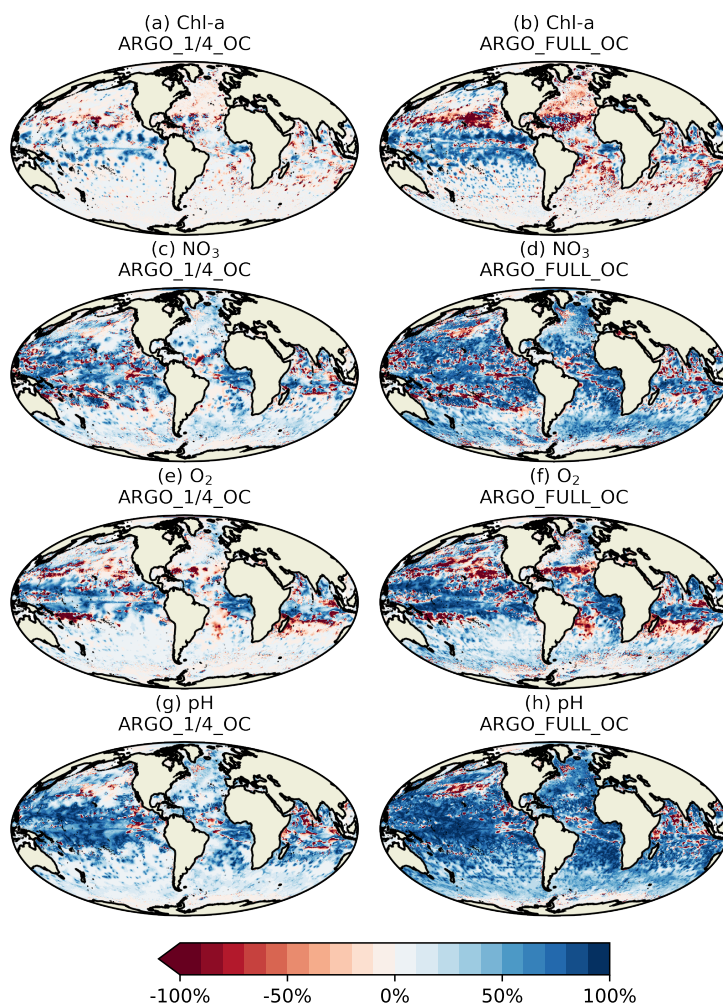 (a) Chl-a
ARGO_1/4_OC
(b) Chl-a
ARGO_FULL_OC
(c) NO₃
ARGO_1/4_OC
(d) NO₃
ARGO_FULL_OC
(e) O₂
ARGO_1/4_OC
(f) O₂
ARGO_FULL_OC
(g) pH
ARGO_1/4_OC
(h) pH
ARGO_FULL_OC
-100% -50% 0% 50% 100%